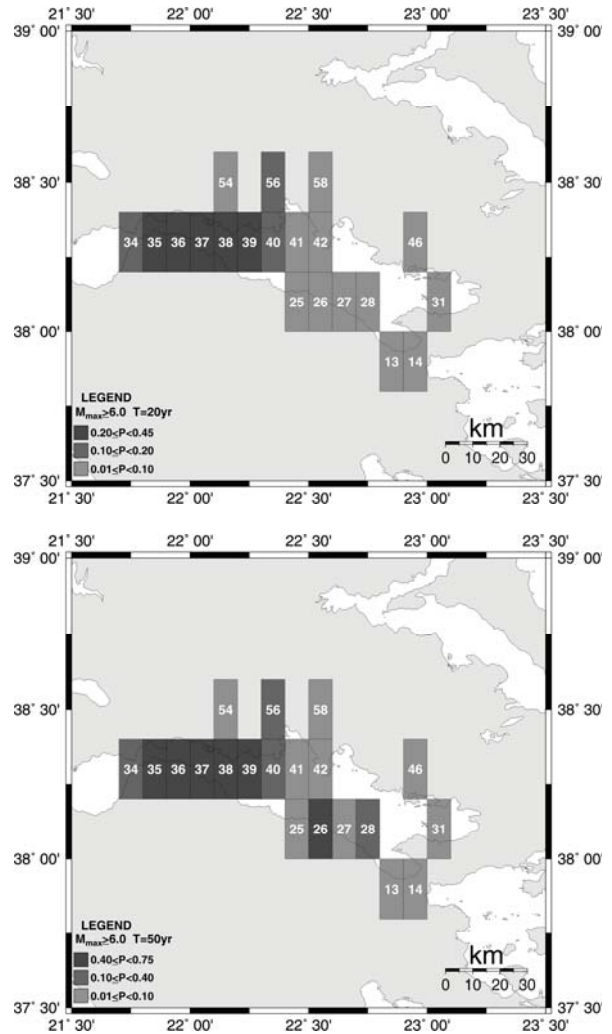 21˚ 30' 22˚ 00' 22˚ 30' 23˚ 00' 23˚ 30'
39˚ 00' 39˚ 00'
54 56 58
38˚ 30' 38˚ 30'
34 35 36 37 38 39 40 41 42 46
25 26 27 28 31
38˚ 00' 38˚ 00'
13 14
LEGEND
Mmax≥6.0 T=20yr
0.20≤P<0.45
0.10≤P<0.20
0.01≤P<0.10
km
0 10 20 30
37˚ 30' 37˚ 30'
21˚ 30' 22˚ 00' 22˚ 30' 23˚ 00' 23˚ 30'
21˚ 30' 22˚ 00' 22˚ 30' 23˚ 00' 23˚ 30'
39˚ 00' 39˚ 00'
54 56 58
38˚ 30' 38˚ 30'
34 35 36 37 38 39 40 41 42 46
25 26 27 28 31
38˚ 00' 38˚ 00'
13 14
LEGEND
Mmax≥6.0 T=50yr
0.40≤P<0.75
0.10≤P<0.40
0.01≤P<0.10
km
0 10 20 30
37˚ 30' 37˚ 30'
21˚ 30' 22˚ 00' 22˚ 30' 23˚ 00' 23˚ 30'